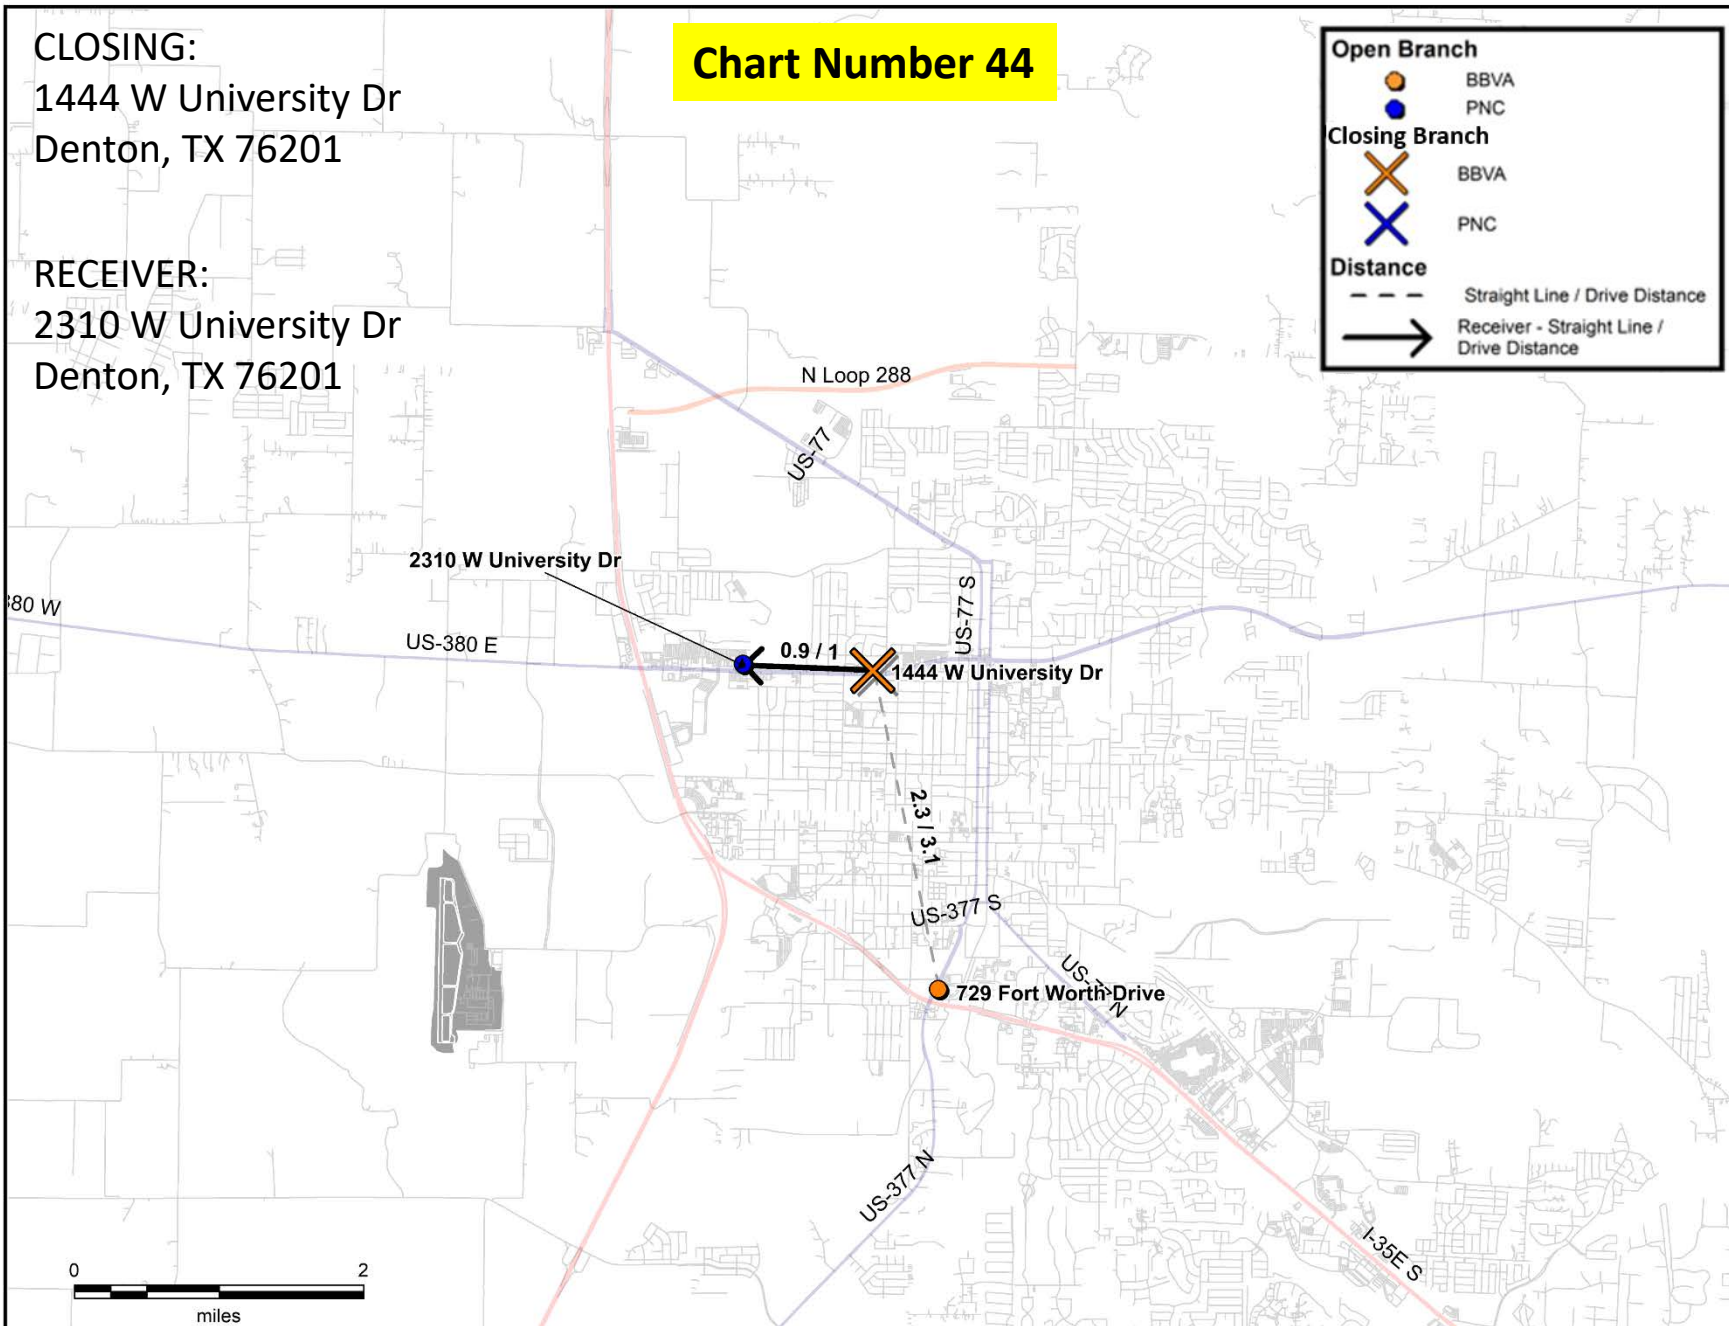 CLOSING:
1444 W University Dr
Denton, TX 76201
RECEIVER:
2310 W University Dr
Denton, TX 76201
Chart Number 44
Open Branch
BBVA
PNC
Closing Branch
BBVA
PNC
Distance
Straight Line / Drive Distance
Receiver - Straight Line /
Drive Distance
N Loop 288
US-77
2310 W University Dr
380 W
US-380 E
US-77 S
0.9 / 1
1444 W University Dr
2.3 / 3.1
US-377 S
729 Fort Worth Drive
US-77 N
US-377 N
I-35E S
0 2
miles